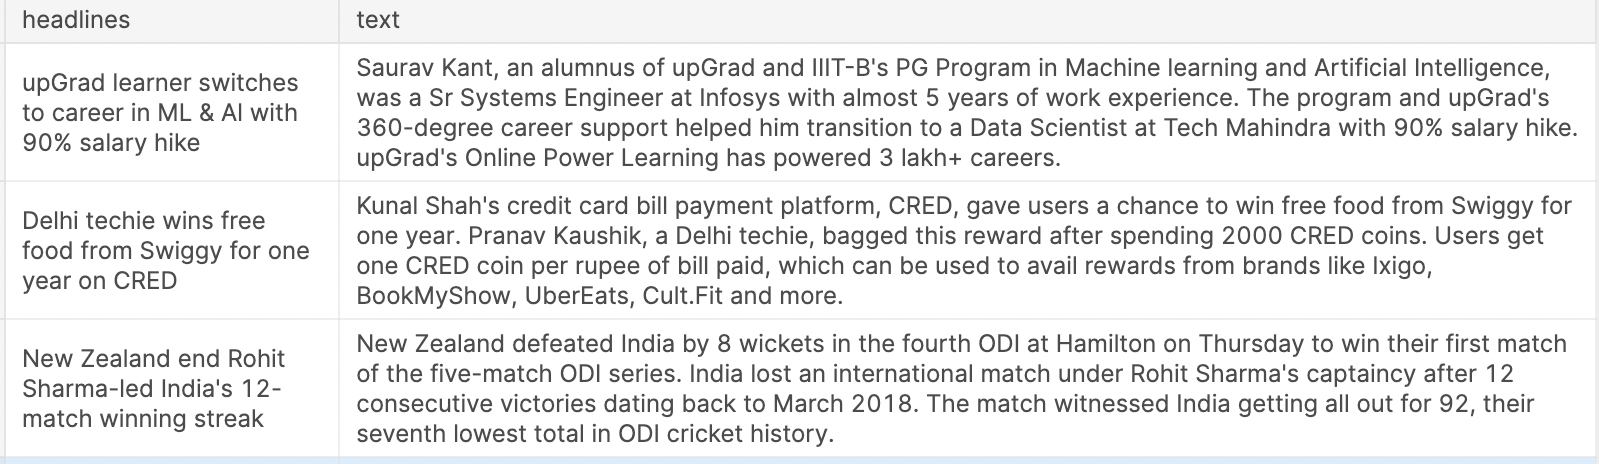 headlines
text
upGrad learner switches
to career in ML & AI with
90% salary hike
Saurav Kant, an alumnus of upGrad and IIIT-B's PG Program in Machine learning and Artificial Intelligence,
was a Sr Systems Engineer at Infosys with almost 5 years of work experience. The program and upGrad's
360-degree career support helped him transition to a Data Scientist at Tech Mahindra with 90% salary hike.
upGrad's Online Power Learning has powered 3 lakh+ careers.
Delhi techie wins free
food from Swiggy for one
year on CRED
Kunal Shah's credit card bill payment platform, CRED, gave users a chance to win free food from Swiggy for
one year. Pranav Kaushik, a Delhi techie, bagged this reward after spending 2000 CRED coins. Users get
one CRED coin per rupee of bill paid, which can be used to avail rewards from brands like Ixigo,
BookMyShow, UberEats, Cult.Fit and more.
New Zealand end Rohit
Sharma-led India's 12-
match winning streak
New Zealand defeated India by 8 wickets in the fourth ODI at Hamilton on Thursday to win their first match
of the five-match ODI series. India lost an international match under Rohit Sharma's captaincy after 12
consecutive victories dating back to March 2018. The match witnessed India getting all out for 92, their
seventh lowest total in ODI cricket history.